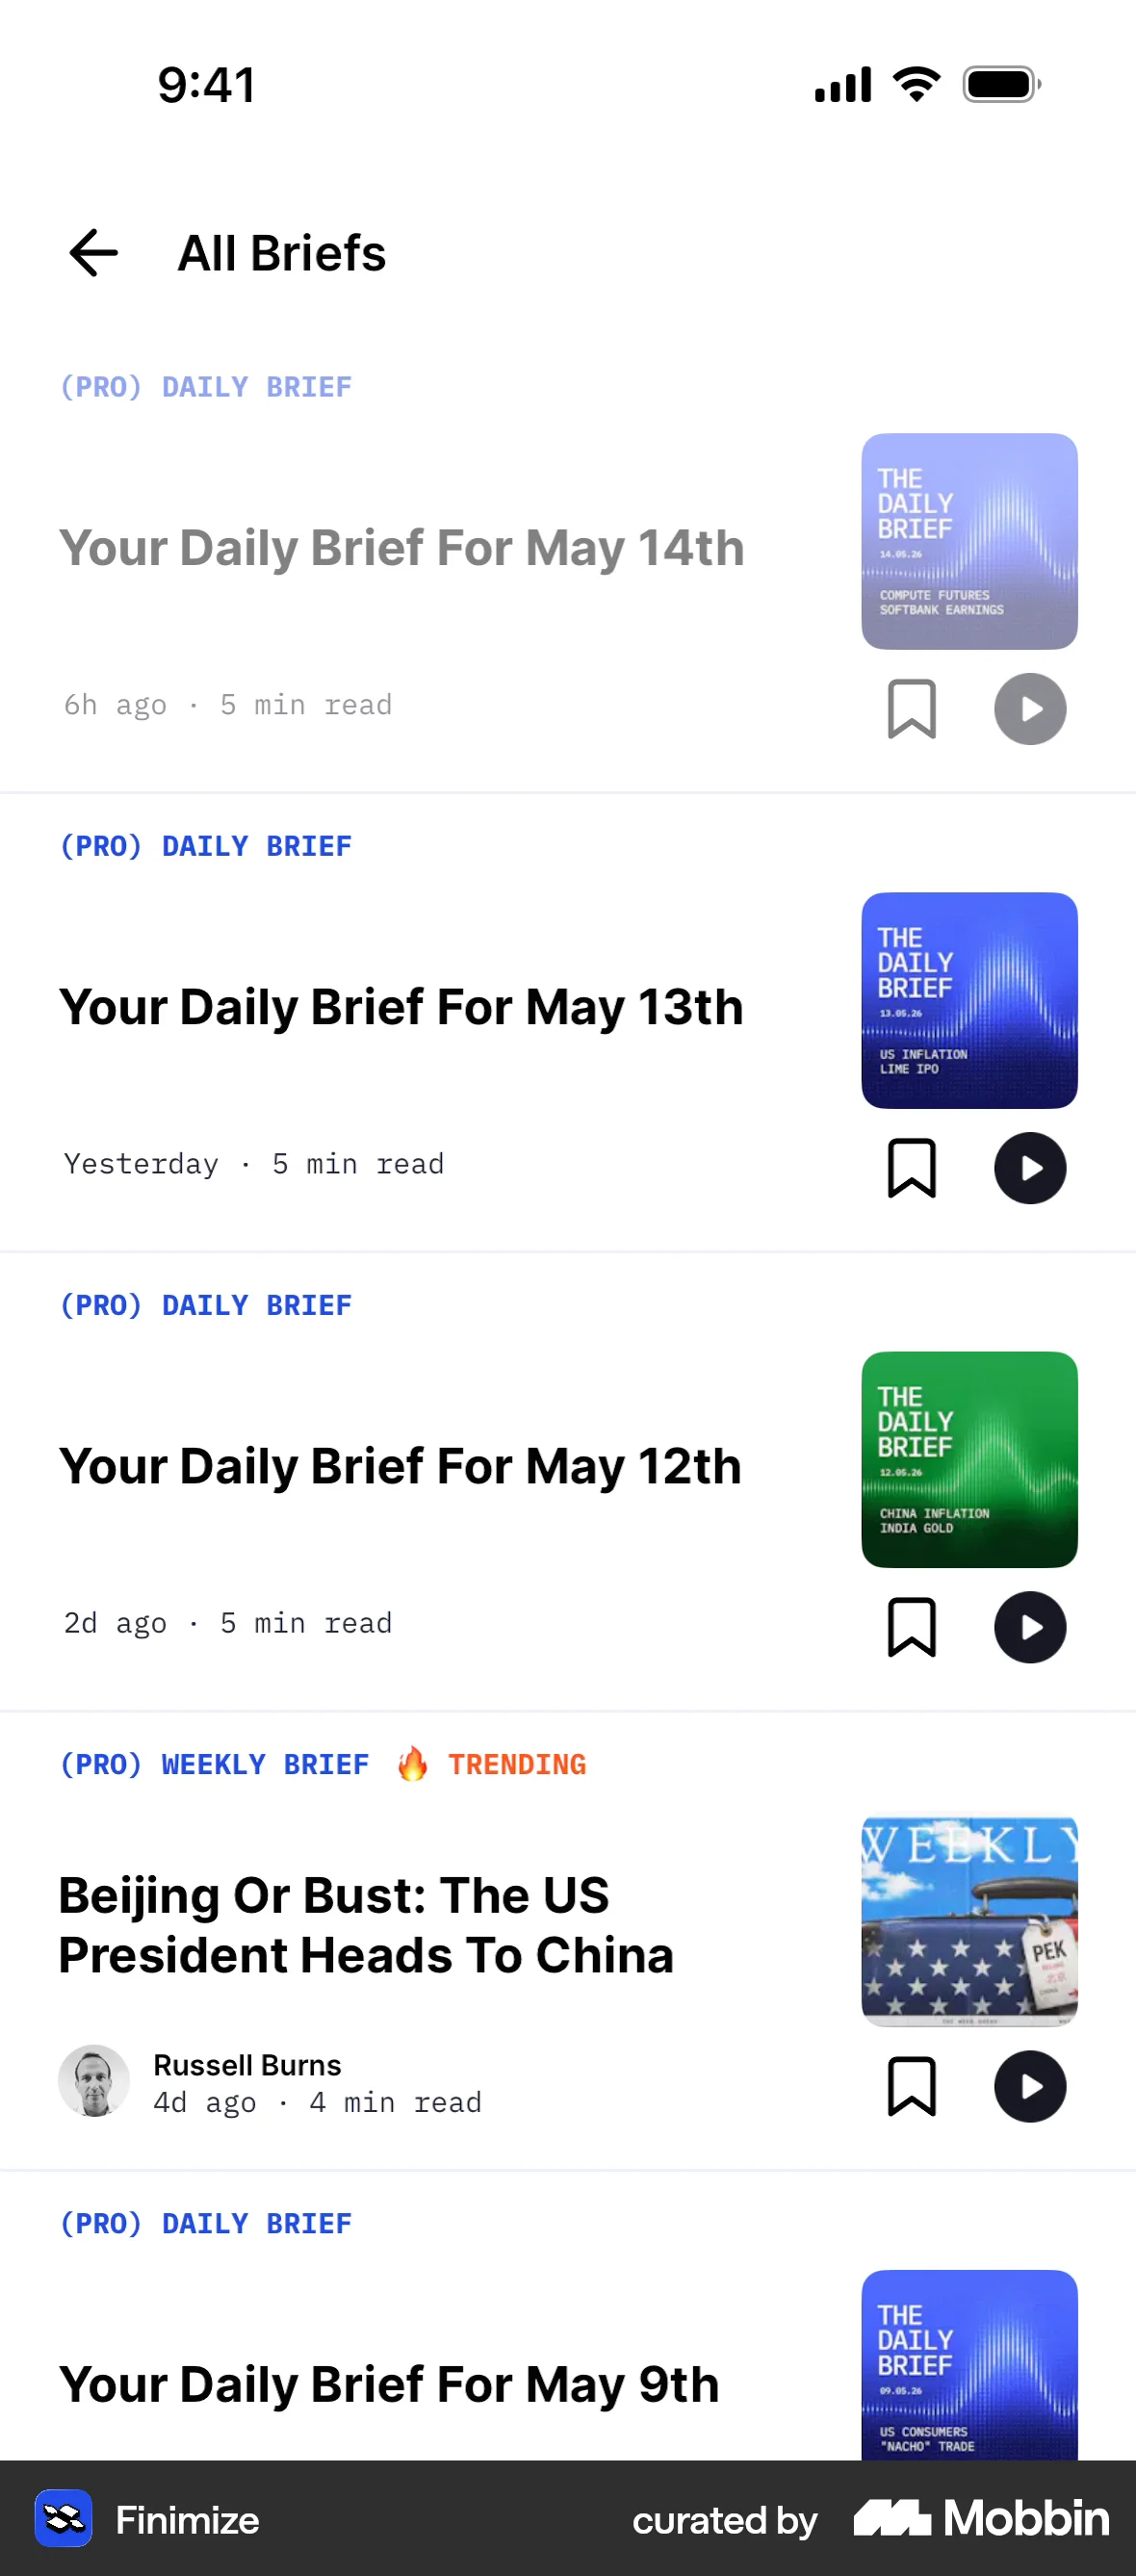 9:41
All Briefs
(PRO) DAILY BRIEF
Your Daily Brief For May 14th
THE
DAILY
BRIEF
14.05.26
COMPUTE FUTURES
SOFTBANK EARNINGS
6h ago · 5 min read
(PRO) DAILY BRIEF
Your Daily Brief For May 13th
THE
DAILY
BRIEF
13.05.26
US INFLATION
LIME IPO
Yesterday · 5 min read
(PRO) DAILY BRIEF
Your Daily Brief For May 12th
THE
DAILY
BRIEF
12.05.26
CHINA INFLATION
INDIA GOLD
2d ago · 5 min read
(PRO) WEEKLY BRIEF 🔥 TRENDING
Beijing Or Bust: The US
President Heads To China
WEEKLY
PEK
CHINA
Russell Burns
4d ago · 4 min read
(PRO) DAILY BRIEF
Your Daily Brief For May 9th
THE
DAILY
BRIEF
09.05.26
US CONSUMERS
"NACHO" TRADE
Finimize
curated by Mobbin